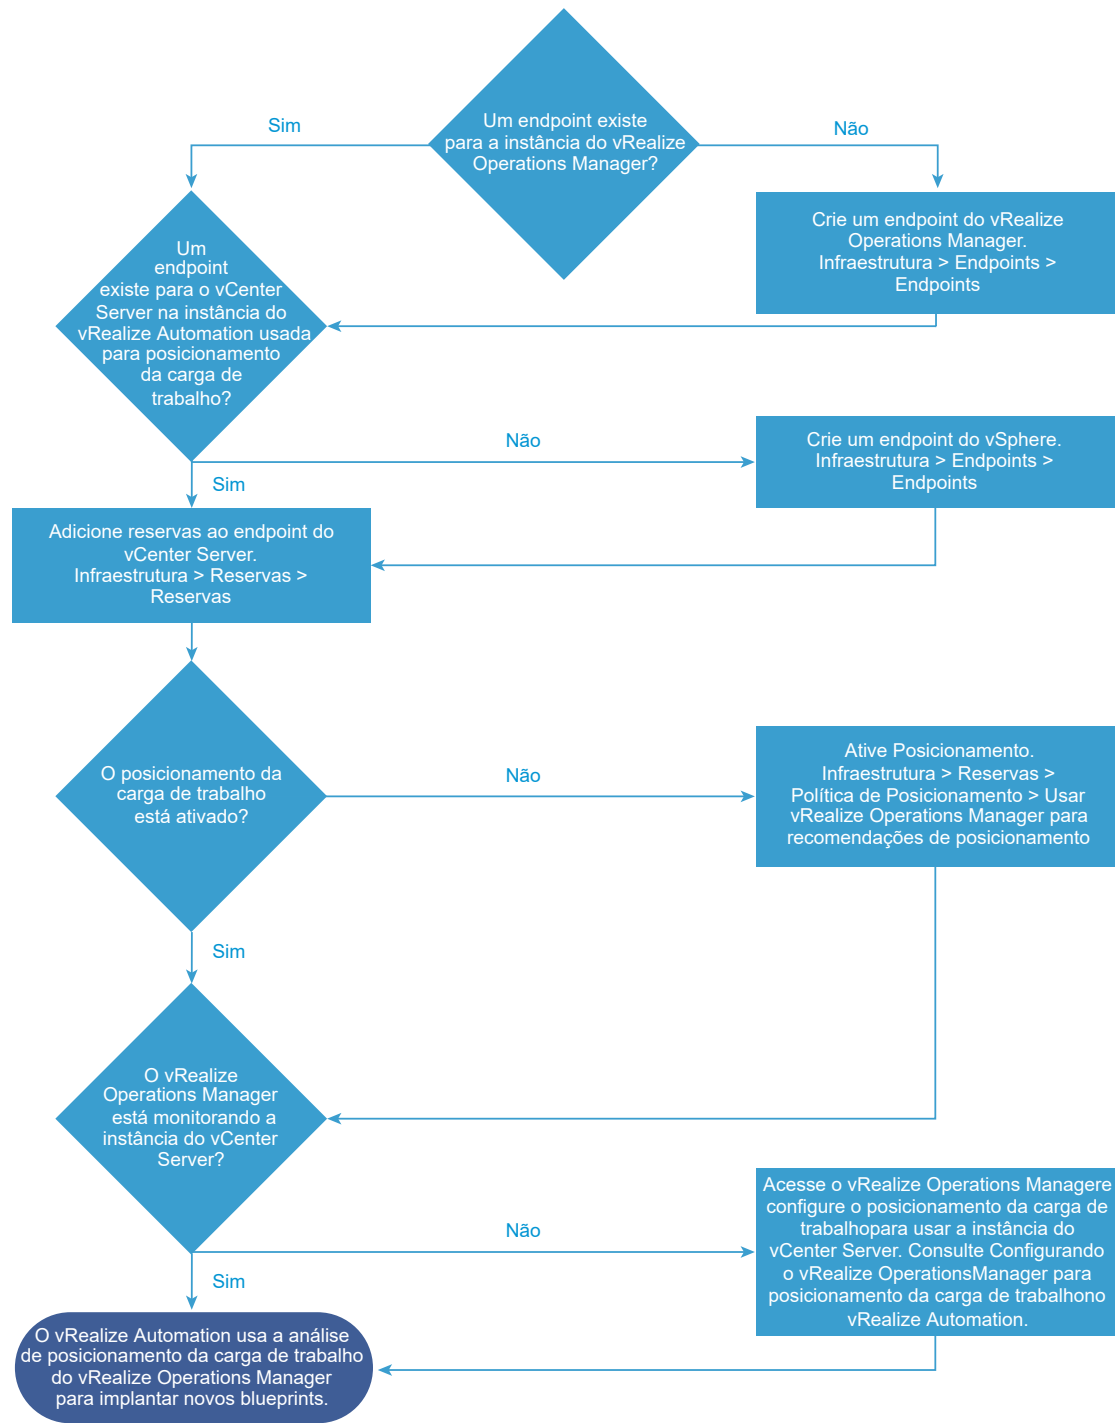 Um endpoint existe
para a instância do vRealize
Operations Manager?
Sim
Não
Crie um endpoint do vRealize
Operations Manager.
Infraestrutura > Endpoints >
Endpoints
Um
endpoint
existe para o vCenter
Server na instância do
vRealize Automation usada
para posicionamento
da carga de
trabalho?
Não
Crie um endpoint do vSphere.
Infraestrutura > Endpoints >
Endpoints
Sim
Adicione reservas ao endpoint do
vCenter Server.
Infraestrutura > Reservas >
Reservas
O posicionamento da
carga de trabalho
está ativado?
Não
Ative Posicionamento.
Infraestrutura > Reservas >
Política de Posicionamento > Usar
vRealize Operations Manager para
recomendações de posicionamento
Sim
O vRealize
Operations Manager
está monitorando a
instância do vCenter
Server?
Não
Acesse o vRealize Operations Managere
configure o posicionamento da carga de
trabalhopara usar a instância do
vCenter Server. Consulte Configurando
o vRealize OperationsManager para
posicionamento da carga de trabalhono
vRealize Automation.
Sim
O vRealize Automation usa a análise
de posicionamento da carga de trabalho
do vRealize Operations Manager
para implantar novos blueprints.